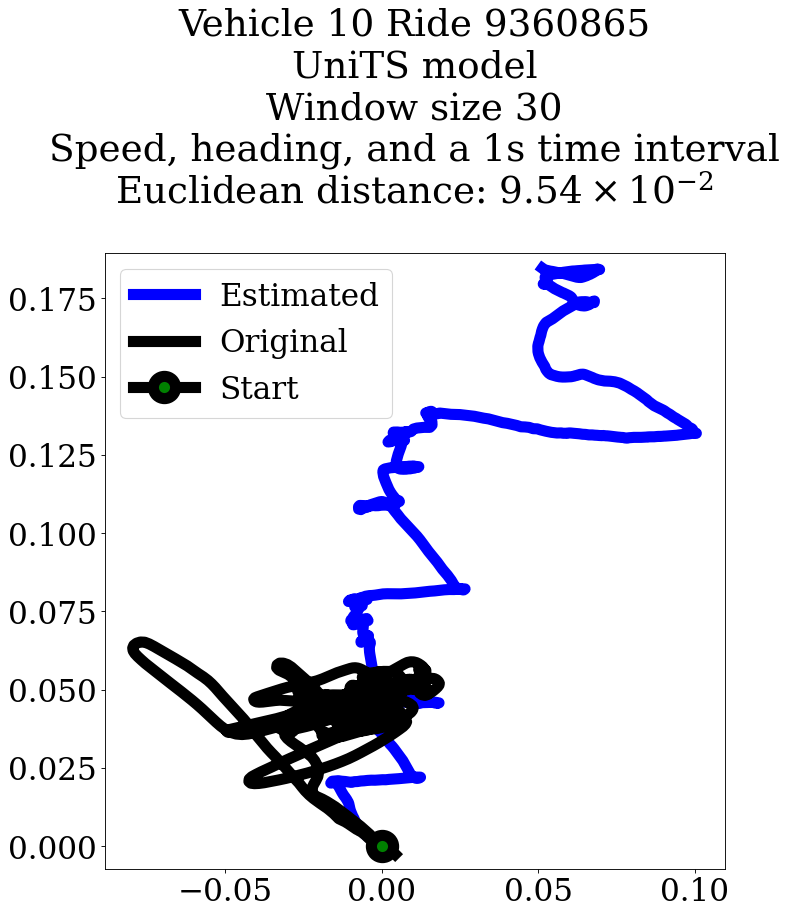 Vehicle 10 Ride 9360865
UniTS model
Window size 30
Speed, heading, and a 1s time interval
Euclidean distance: 9.54 × 10⁻²
Estimated
Original
Start
0.175
0.150
0.125
0.100
0.075
0.050
0.025
0.000
−0.05
0.00
0.05
0.10